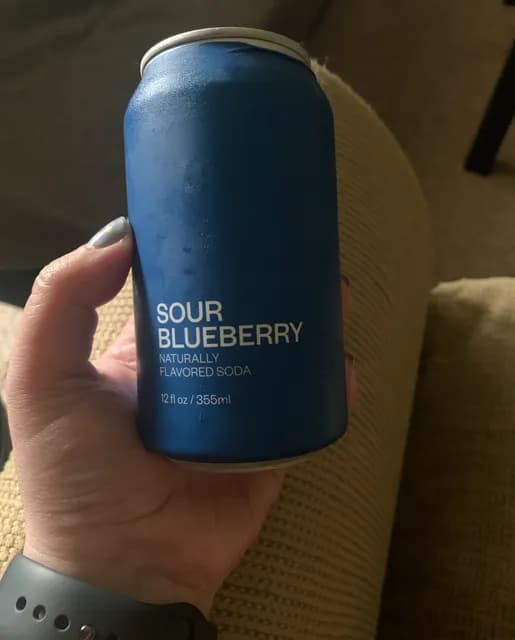 SOUR
BLUEBERRY
NATURALLY
FLAVORED SODA
12 fl oz / 355ml